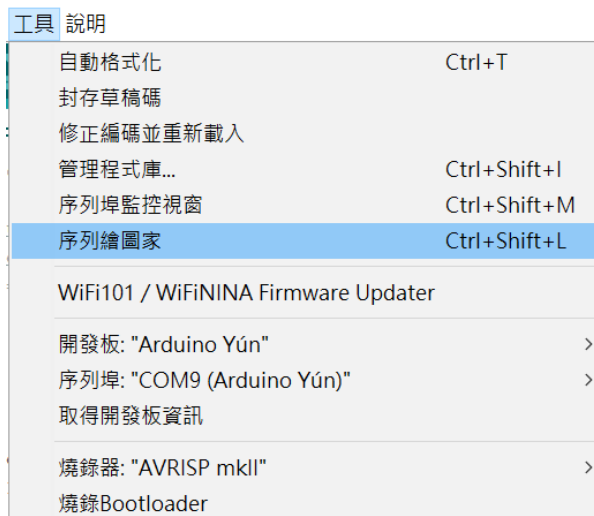 工具 說明
自動格式化 Ctrl+T
封存草稿碼
修正編碼並重新載入
管理程式庫... Ctrl+Shift+I
序列埠監控視窗 Ctrl+Shift+M
序列繪圖家 Ctrl+Shift+L
WiFi101 / WiFiNINA Firmware Updater
開發板: "Arduino Yún"
序列埠: "COM9 (Arduino Yún)"
取得開發板資訊
燒錄器: "AVRISP mkII"
燒錄Bootloader